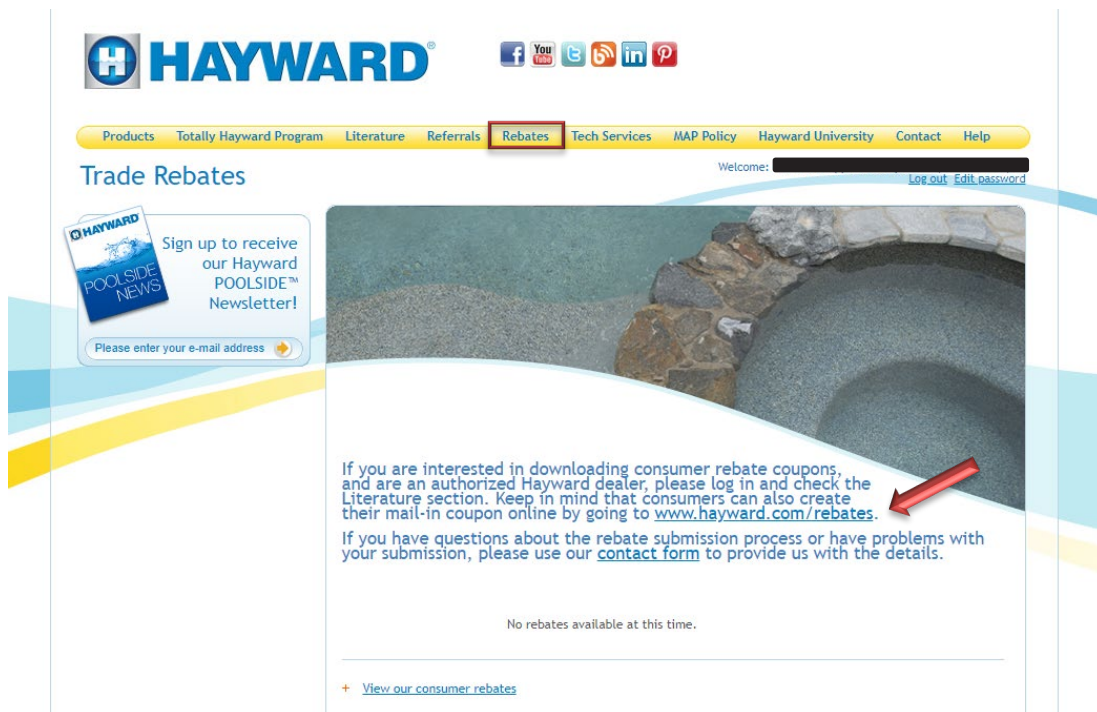 HAYWARD®
You
Tube
in
Products Totally Hayward Program Literature Referrals Rebates Tech Services MAP Policy Hayward University Contact Help
Trade Rebates
Welcome:
Log out Edit password
HAYWARD
POOLSIDE
NEWS
Sign up to receive
our Hayward
POOLSIDE™
Newsletter!
Please enter your e-mail address
If you are interested in downloading consumer rebate coupons,
and are an authorized Hayward dealer, please log in and check the
Literature section. Keep in mind that consumers can also create
their mail-in coupon online by going to www.hayward.com/rebates.
If you have questions about the rebate submission process or have problems with
your submission, please use our contact form to provide us with the details.
No rebates available at this time.
+ View our consumer rebates